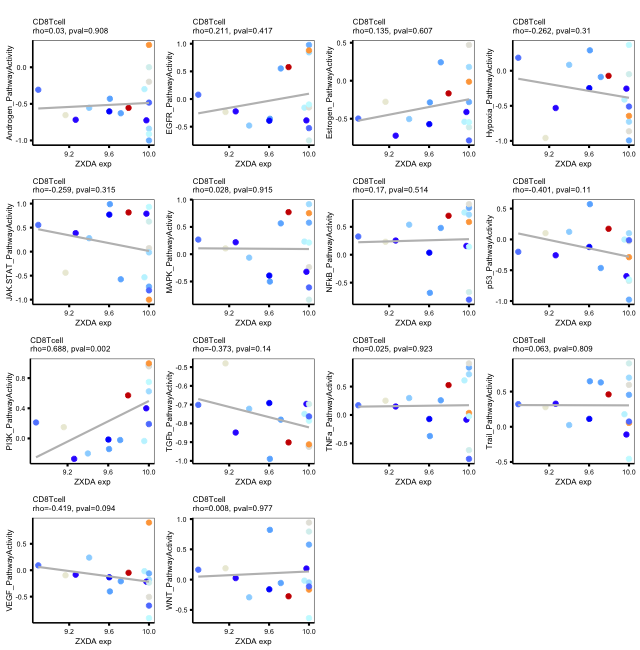 CD8Tcell
rho=0.03, pval=0.908
Androgen_PathwayActivity
0.0
-0.5
-1.0
9.2
9.6
10.0
ZXDA exp
CD8Tcell
rho=0.211, pval=0.417
EGFR_PathwayActivity
1.0
0.5
0.0
-0.5
9.2
9.6
10.0
ZXDA exp
CD8Tcell
rho=0.135, pval=0.607
Estrogen_PathwayActivity
0.5
0.0
-0.5
9.2
9.6
10.0
ZXDA exp
CD8Tcell
rho=-0.262, pval=0.31
Hypoxia_PathwayActivity
0.0
-0.5
-1.0
9.2
9.6
10.0
ZXDA exp
CD8Tcell
rho=-0.259, pval=0.315
JAK.STAT_PathwayActivity
1.0
0.5
0.0
-0.5
-1.0
9.2
9.6
10.0
ZXDA exp
CD8Tcell
rho=0.028, pval=0.915
MAPK_PathwayActivity
1.0
0.5
0.0
-0.5
9.2
9.6
10.0
ZXDA exp
CD8Tcell
rho=0.17, pval=0.514
NFkB_PathwayActivity
1.0
0.5
0.0
-0.5
9.2
9.6
10.0
ZXDA exp
CD8Tcell
rho=-0.401, pval=0.11
p53_PathwayActivity
0.5
0.0
-0.5
-1.0
9.2
9.6
10.0
ZXDA exp
CD8Tcell
rho=0.688, pval=0.002
PI3K_PathwayActivity
0.8
0.4
0.0
9.2
9.6
10.0
ZXDA exp
CD8Tcell
rho=-0.373, pval=0.14
TGFb_PathwayActivity
-0.5
-0.6
-0.7
-0.8
-0.9
-1.0
9.2
9.6
10.0
ZXDA exp
CD8Tcell
rho=0.025, pval=0.923
TNFa_PathwayActivity
0.5
0.0
-0.5
9.2
9.6
10.0
ZXDA exp
CD8Tcell
rho=0.063, pval=0.809
Trail_PathwayActivity
1.0
0.5
0.0
-0.5
9.2
9.6
10.0
ZXDA exp
CD8Tcell
rho=-0.419, pval=0.094
VEGF_PathwayActivity
1.0
0.5
0.0
-0.5
9.2
9.6
10.0
ZXDA exp
CD8Tcell
rho=0.008, pval=0.977
WNT_PathwayActivity
1.0
0.5
0.0
-0.5
9.2
9.6
10.0
ZXDA exp